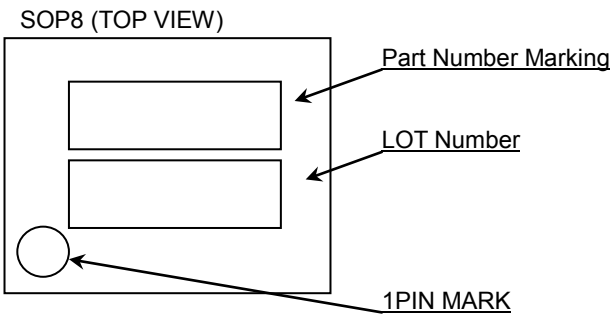 SOP8 (TOP VIEW)
Part Number Marking
LOT Number
1PIN MARK